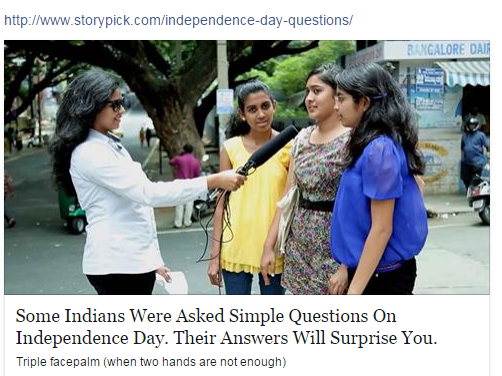 http://www.storypick.com/independence-day-questions/
BANGALORE DAIR
Some Indians Were Asked Simple Questions On
Independence Day. Their Answers Will Surprise You.
Triple facepalm (when two hands are not enough)